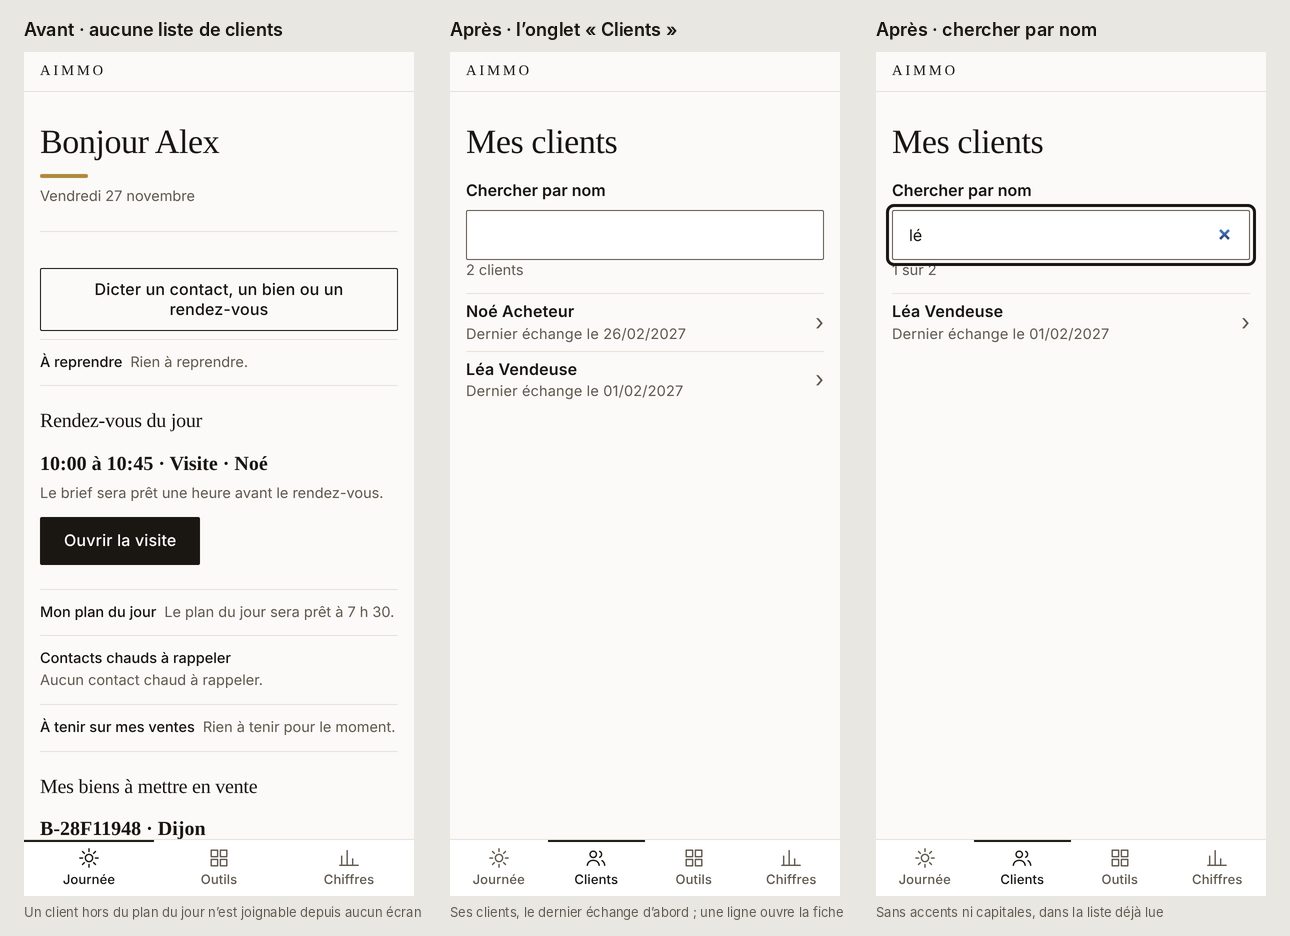 Avant · aucune liste de clients
AIMMO
Bonjour Alex
Vendredi 27 novembre
Dicter un contact, un bien ou un
rendez-vous
À reprendre Rien à reprendre.
Rendez-vous du jour
10:00 à 10:45 · Visite · Noé
Le brief sera prêt une heure avant le rendez-vous.
Ouvrir la visite
Mon plan du jour Le plan du jour sera prêt à 7 h 30.
Contacts chauds à rappeler
Aucun contact chaud à rappeler.
À tenir sur mes ventes Rien à tenir pour le moment.
Mes biens à mettre en vente
B-28F11948 · Dijon
Journée Outils Chiffres
Un client hors du plan du jour n’est joignable depuis aucun écran
Après · l’onglet « Clients »
AIMMO
Mes clients
Chercher par nom
2 clients
Noé Acheteur
Dernier échange le 26/02/2027
Léa Vendeuse
Dernier échange le 01/02/2027
Journée Clients Outils Chiffres
Ses clients, le dernier échange d’abord ; une ligne ouvre la fiche
Après · chercher par nom
AIMMO
Mes clients
Chercher par nom
lé
1 sur 2
Léa Vendeuse
Dernier échange le 01/02/2027
Journée Clients Outils Chiffres
Sans accents ni capitales, dans la liste déjà lue